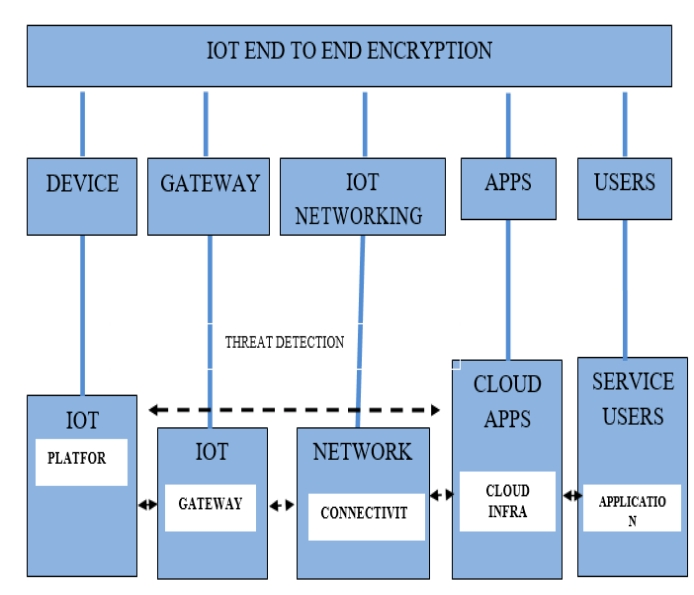 IOT END TO END ENCRYPTION
DEVICE
GATEWAY
IOT
NETWORKING
APPS
USERS
THREAT DETECTION
IOT
PLATFOR
IOT
GATEWAY
NETWORK
CONNECTIVIT
CLOUD
APPS
CLOUD
INFRA
SERVICE
USERS
APPLICATIO
N